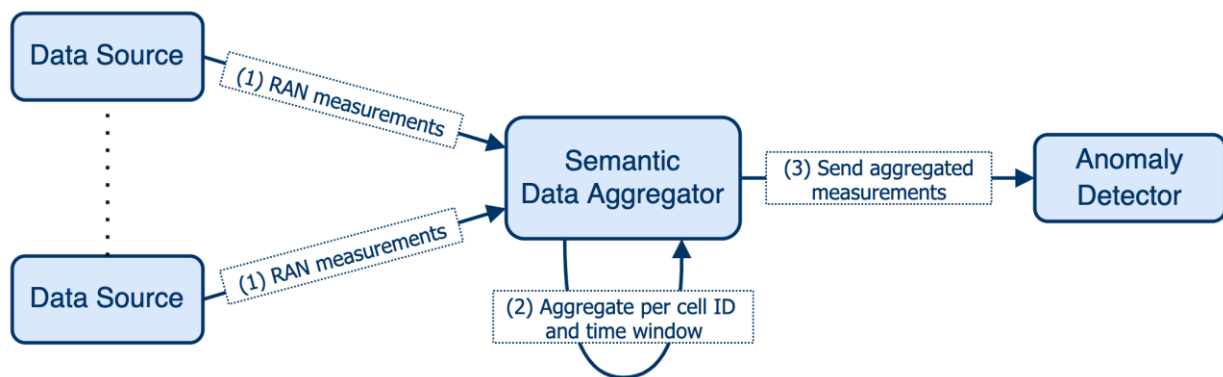 Data Source
(1) RAN measurements
Semantic
Data Aggregator
(3) Send aggregated
measurements
Anomaly
Detector
(1) RAN measurements
Data Source
(2) Aggregate per cell ID
and time window